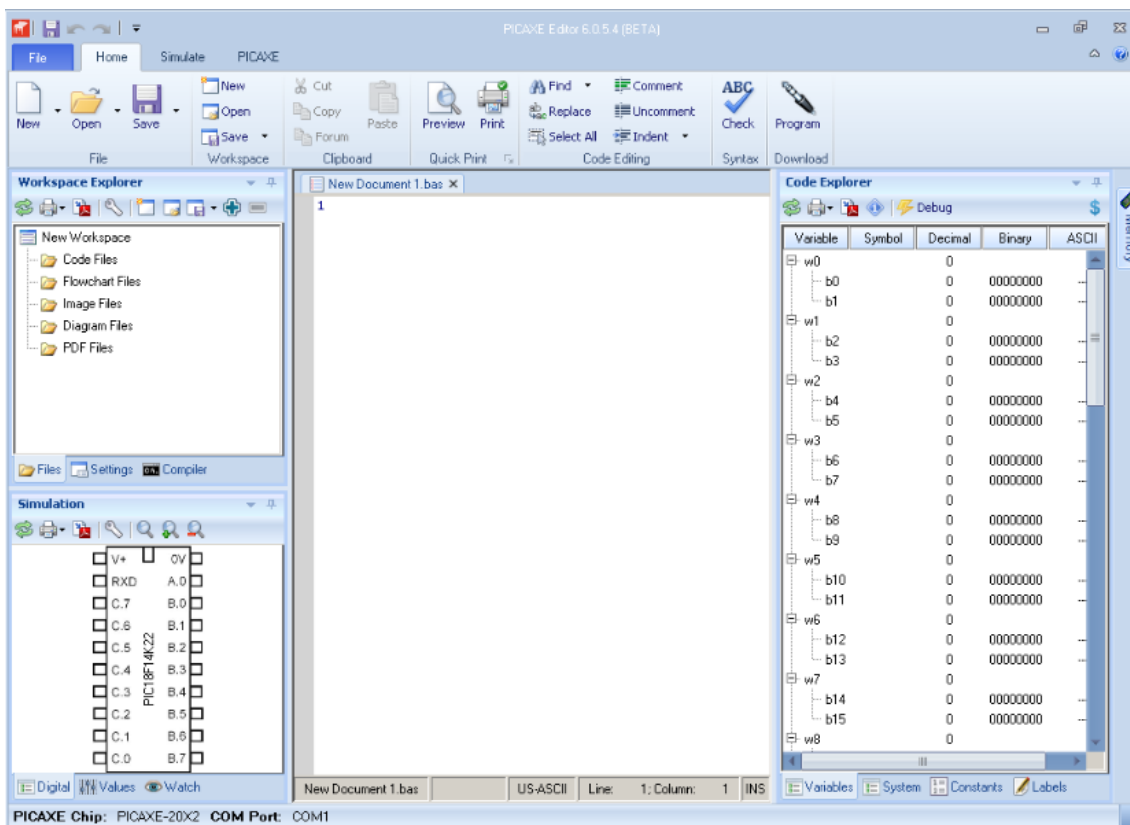 PICAXE Editor 6.0.5.4 (BETA)
File Home Simulate PICAXE
New Open Save
New
Open
Save
Cut
Copy
Forum
Paste
Preview Print
Find Comment
Replace Uncomment
Select All Indent
ABC
Check
Program
File Workspace Clipboard Quick Print Code Editing Syntax Download
Workspace Explorer
New Workspace
Code Files
Flowchart Files
Image Files
Diagram Files
PDF Files
Files Settings Compiler
Simulation
V+ 0V
RXD A.0
C.7 B.0
C.6 B.1
C.5 B.2
C.4 B.3
C.3 B.4
C.2 B.5
C.1 B.6
C.0 B.7
PIC18F14K22
Digital Values Watch
New Document 1.bas
1
New Document 1.bas US-ASCII Line: 1; Column: 1 INS
Code Explorer
Debug $
Variable Symbol Decimal Binary ASCII
w0 0
b0 0 00000000 ...
b1 0 00000000 ...
w1 0
b2 0 00000000 ...
b3 0 00000000 ...
w2 0
b4 0 00000000 ...
b5 0 00000000 ...
w3 0
b6 0 00000000 ...
b7 0 00000000 ...
w4 0
b8 0 00000000 ...
b9 0 00000000 ...
w5 0
b10 0 00000000 ...
b11 0 00000000 ...
w6 0
b12 0 00000000 ...
b13 0 00000000 ...
w7 0
b14 0 00000000 ...
b15 0 00000000 ...
w8 0
Variables System Constants Labels
Memory
PICAXE Chip: PICAXE-20X2 COM Port: COM1